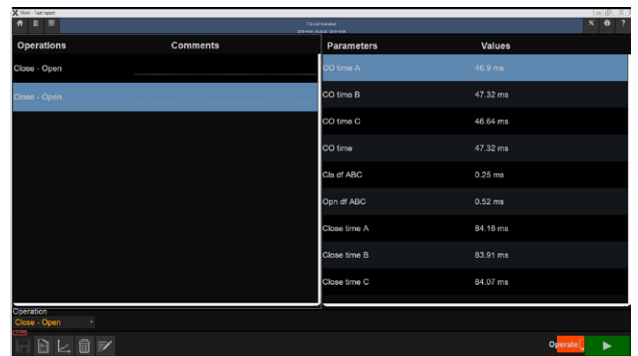 TRAX - Test report
Circuit breaker
Operations Comments Parameters Values
Close - Open
CO time A 46.9 ms
Close - Open
CO time B 47.32 ms
CO time C 46.64 ms
CO time 47.32 ms
Cls df ABC 0.25 ms
Opn df ABC 0.52 ms
Close time A 84.16 ms
Close time B 83.91 ms
Close time C 84.07 ms
Operation
Close - Open
Operate